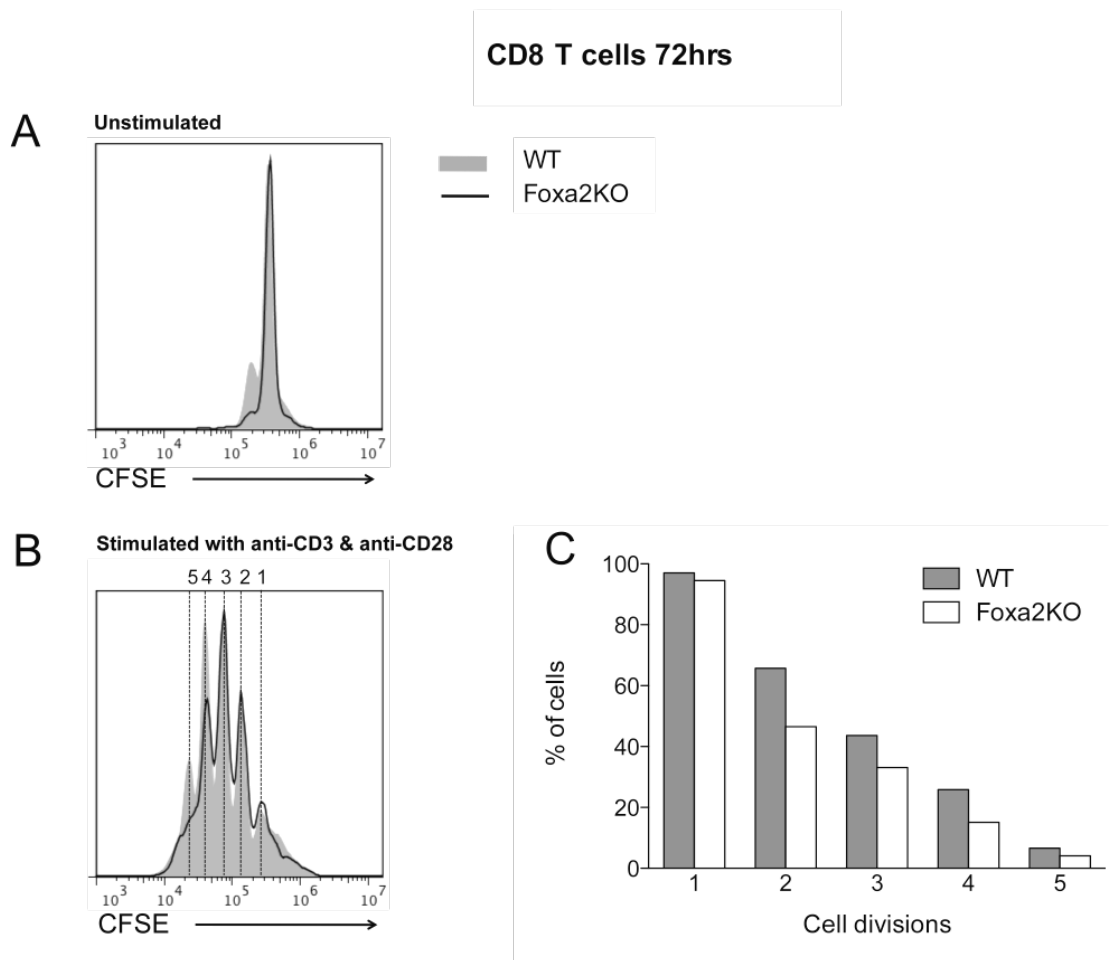 CD8 T cells 72hrs
A
Unstimulated
WT
Foxa2KO
10^3 10^4 10^5 10^6 10^7
CFSE
B
Stimulated with anti-CD3 & anti-CD28
5 4 3 2 1
10^3 10^4 10^5 10^6 10^7
CFSE
C
WT
Foxa2KO
100
80
60
40
20
0
% of cells
1 2 3 4 5
Cell divisions